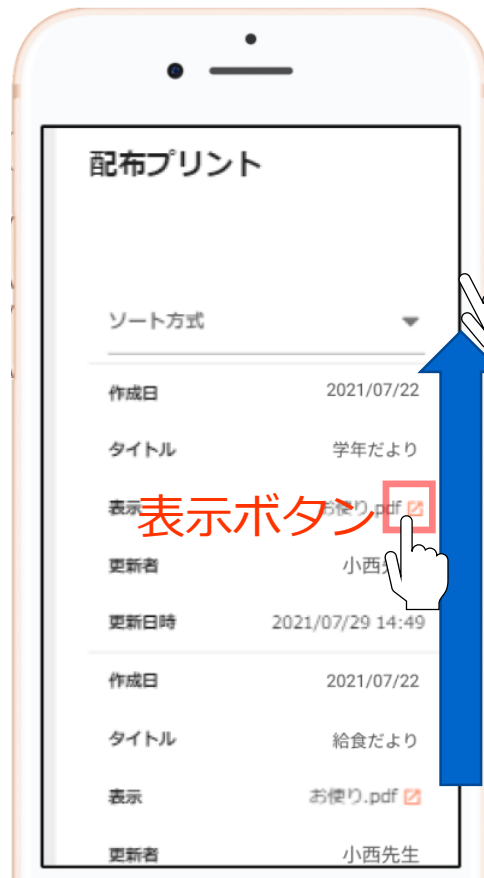 配布プリント
ソート方式
作成日 2021/07/22
タイトル 学年だより
表示 お便り.pdf
表示ボタン
更新者 小西先
更新日時 2021/07/29 14:49
作成日 2021/07/22
タイトル 給食だより
表示 お便り.pdf
更新者 小西先生